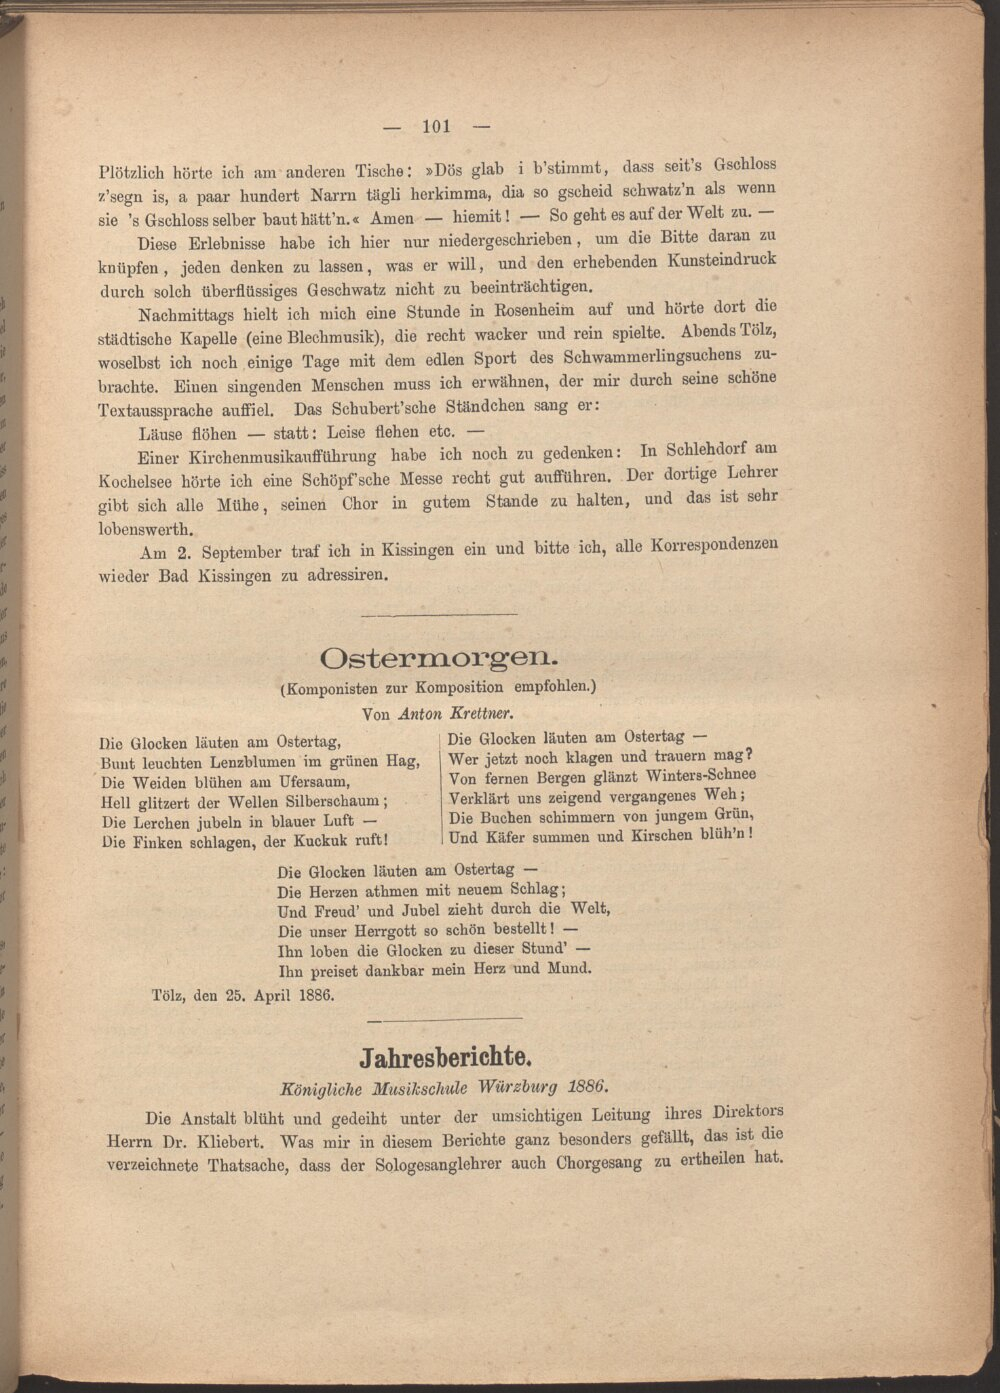 — 101 —
Plötzlich hörte ich am anderen Tische: »Dös glab i b'stimmt, dass seit's Gschloss
z'segn is, a paar hundert Narrn tägli herkimma, dia so gscheid schwatz'n als wenn
sie 's Gschloss selber baut hätt'n.« Amen — hiemit! — So geht es auf der Welt zu. —
Diese Erlebnisse habe ich hier nur niedergeschrieben, um die Bitte daran zu
knüpfen, jeden denken zu lassen, was er will, und den erhebenden Kunsteindruck
durch solch überflüssiges Geschwatz nicht zu beeinträchtigen.
Nachmittags hielt ich mich eine Stunde in Rosenheim auf und hörte dort die
städtische Kapelle (eine Blechmusik), die recht wacker und rein spielte. Abends Tölz,
woselbst ich noch einige Tage mit dem edlen Sport des Schwammerlingsuchens zu-
brachte. Einen singenden Menschen muss ich erwähnen, der mir durch seine schöne
Textaussprache auffiel. Das Schubert'sche Ständchen sang er:
Läuse flöhen — statt: Leise flehen etc. —
Einer Kirchenmusikaufführung habe ich noch zu gedenken: In Schlehdorf am
Kochelsee hörte ich eine Schöpf'sche Messe recht gut aufführen. Der dortige Lehrer
gibt sich alle Mühe, seinen Chor in gutem Stande zu halten, und das ist sehr
lobenswerth.
Am 2. September traf ich in Kissingen ein und bitte ich, alle Korrespondenzen
wieder Bad Kissingen zu adressiren.
Ostermorgen.
(Komponisten zur Komposition empfohlen.)
Von Anton Krettner.
Die Glocken läuten am Ostertag,
Bunt leuchten Lenzblumen im grünen Hag,
Die Weiden blühen am Ufersaum,
Hell glitzert der Wellen Silberschaum;
Die Lerchen jubeln in blauer Luft —
Die Finken schlagen, der Kuckuk ruft!
Die Glocken läuten am Ostertag —
Wer jetzt noch klagen und trauern mag?
Von fernen Bergen glänzt Winters-Schnee
Verklärt uns zeigend vergangenes Weh;
Die Buchen schimmern von jungem Grün,
Und Käfer summen und Kirschen blüh'n!
Die Glocken läuten am Ostertag —
Die Herzen athmen mit neuem Schlag;
Und Freud' und Jubel zieht durch die Welt,
Die unser Herrgott so schön bestellt! —
Ihn loben die Glocken zu dieser Stund' —
Ihn preiset dankbar mein Herz und Mund.
Tölz, den 25. April 1886.
Jahresberichte.
Königliche Musikschule Würzburg 1886.
Die Anstalt blüht und gedeiht unter der umsichtigen Leitung ihres Direktors
Herrn Dr. Kliebert. Was mir in diesem Berichte ganz besonders gefällt, das ist die
verzeichnete Thatsache, dass der Sologesanglehrer auch Chorgesang zu ertheilen hat.